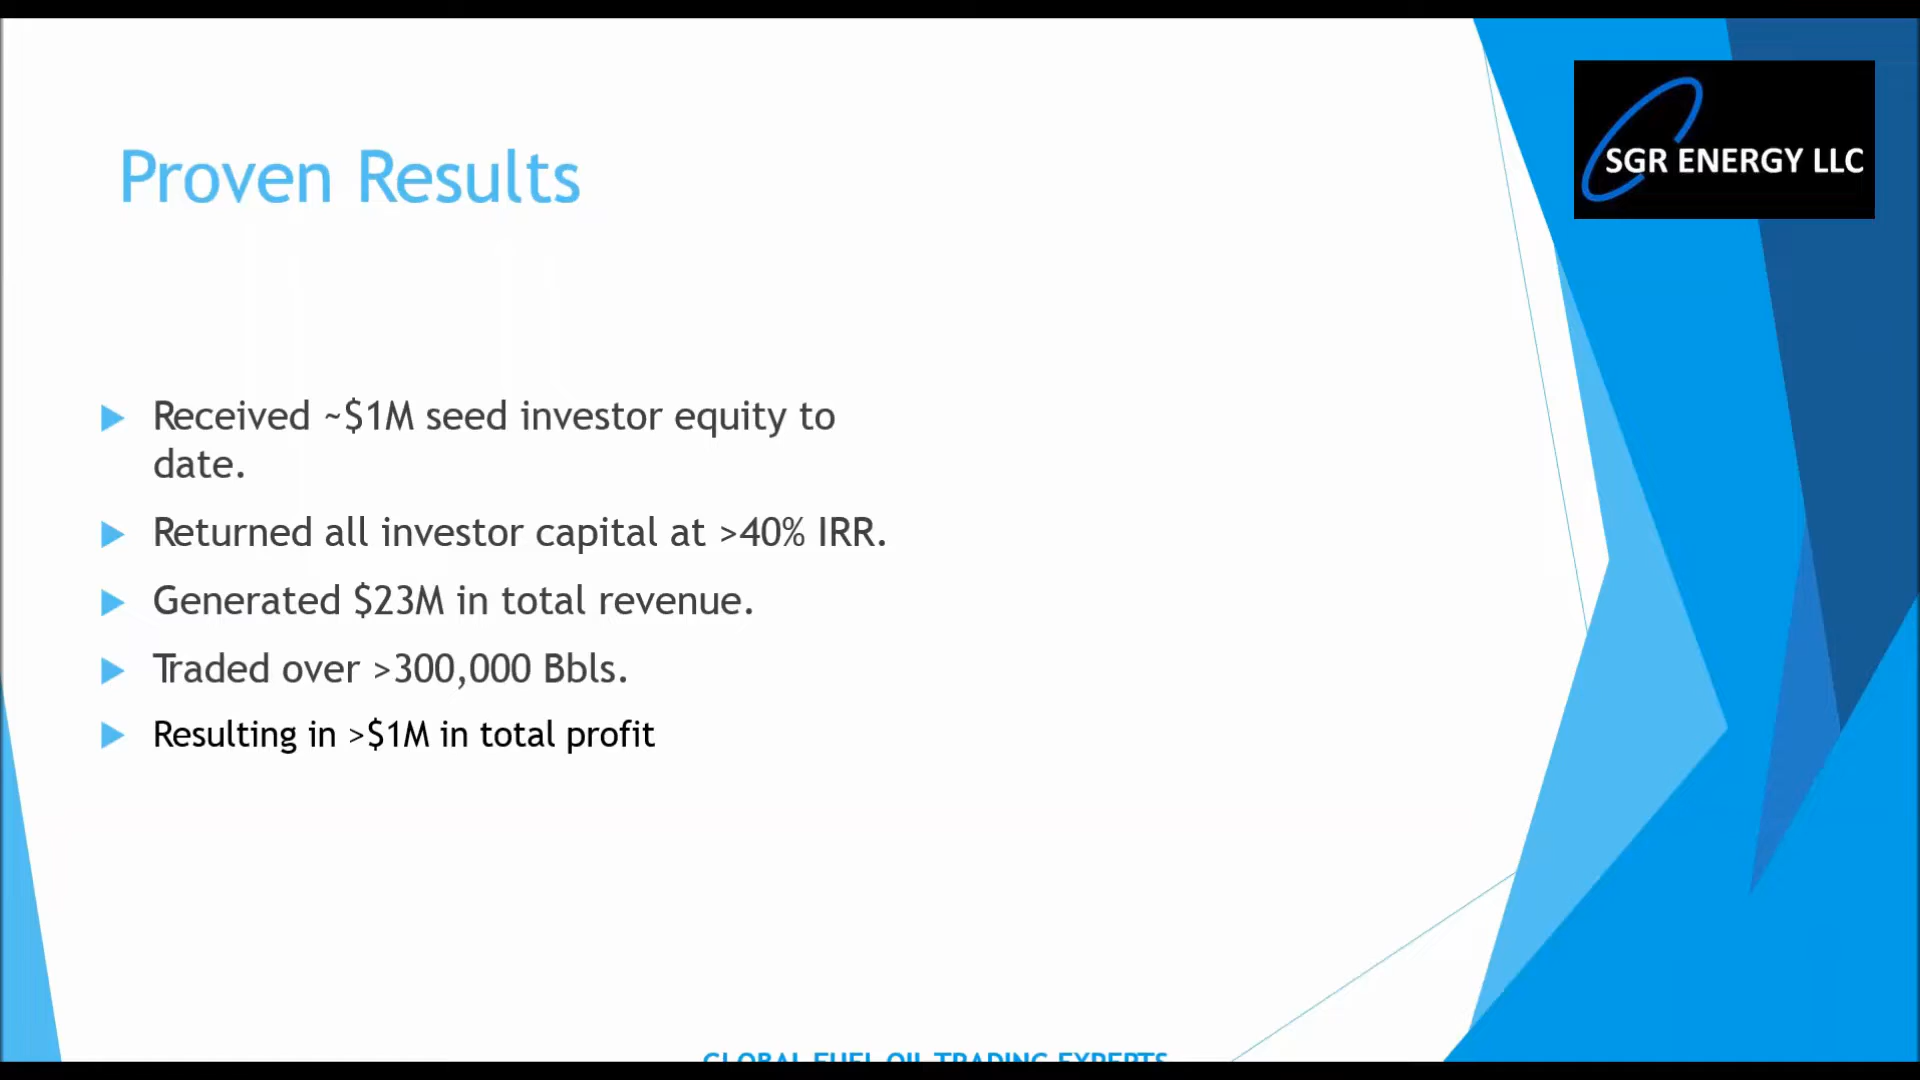 SGR ENERGY LLC
Proven Results
Received ~$1M seed investor equity to
date.
Returned all investor capital at >40% IRR.
Generated $23M in total revenue.
Traded over >300,000 Bbls.
Resulting in >$1M in total profit
GLOBAL FUEL OIL TRADING EXPERTS